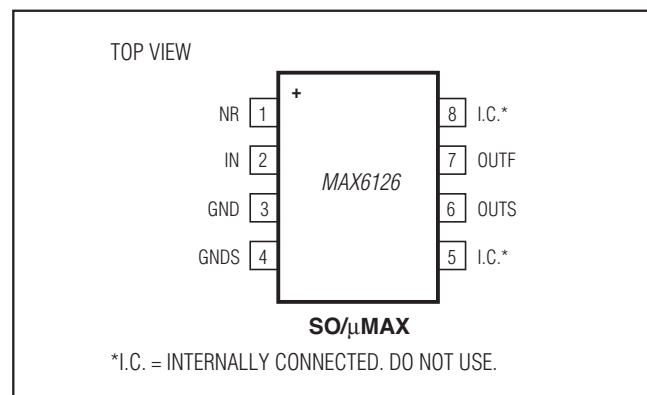 TOP VIEW
+
NR 1 8 I.C.*
IN 2 7 OUTF
MAX6126
GND 3 6 OUTS
GNDS 4 5 I.C.*
SO/μMAX
*I.C. = INTERNALLY CONNECTED. DO NOT USE.